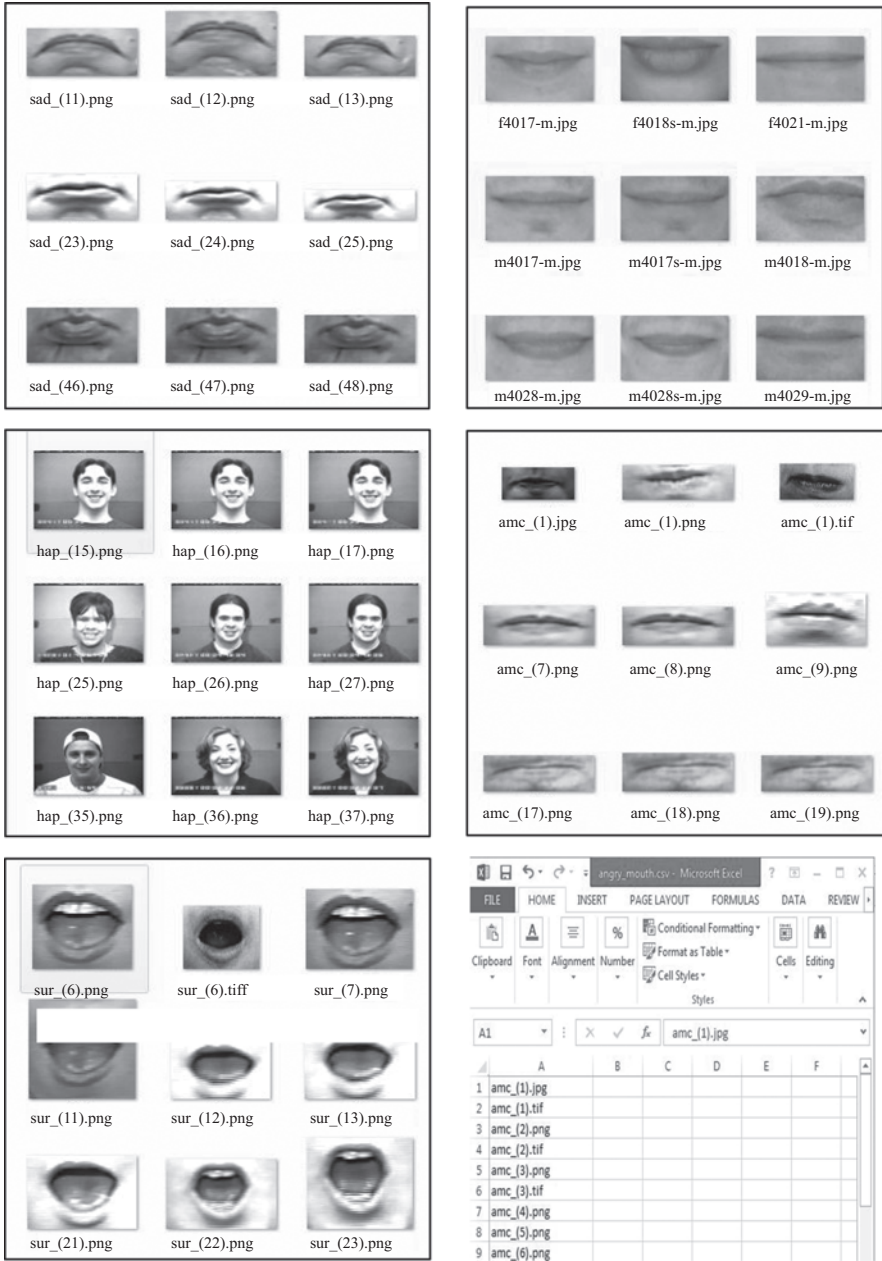 sad_(11).png sad_(12).png sad_(13).png
sad_(23).png sad_(24).png sad_(25).png
sad_(46).png sad_(47).png sad_(48).png
f4017-m.jpg f4018s-m.jpg f4021-m.jpg
m4017-m.jpg m4017s-m.jpg m4018-m.jpg
m4028-m.jpg m4028s-m.jpg m4029-m.jpg
hap_(15).png hap_(16).png hap_(17).png
hap_(25).png hap_(26).png hap_(27).png
hap_(35).png hap_(36).png hap_(37).png
amc_(1).jpg amc_(1).png amc_(1).tif
amc_(7).png amc_(8).png amc_(9).png
amc_(17).png amc_(18).png amc_(19).png
sur_(6).png sur_(6).tiff sur_(7).png
sur_(11).png sur_(12).png sur_(13).png
sur_(21).png sur_(22).png sur_(23).png
angry_mouth.csv - Microsoft Excel
FILE HOME INSERT PAGE LAYOUT FORMULAS DATA REVIEW
Clipboard Font Alignment Number
Conditional Formatting
Format as Table
Cell Styles
Styles
Cells Editing
A1 fx amc_(1).jpg
A B C D E F
1 amc_(1).jpg
2 amc_(1).tif
3 amc_(2).png
4 amc_(2).tif
5 amc_(3).png
6 amc_(3).tif
7 amc_(4).png
8 amc_(5).png
9 amc_(6).png